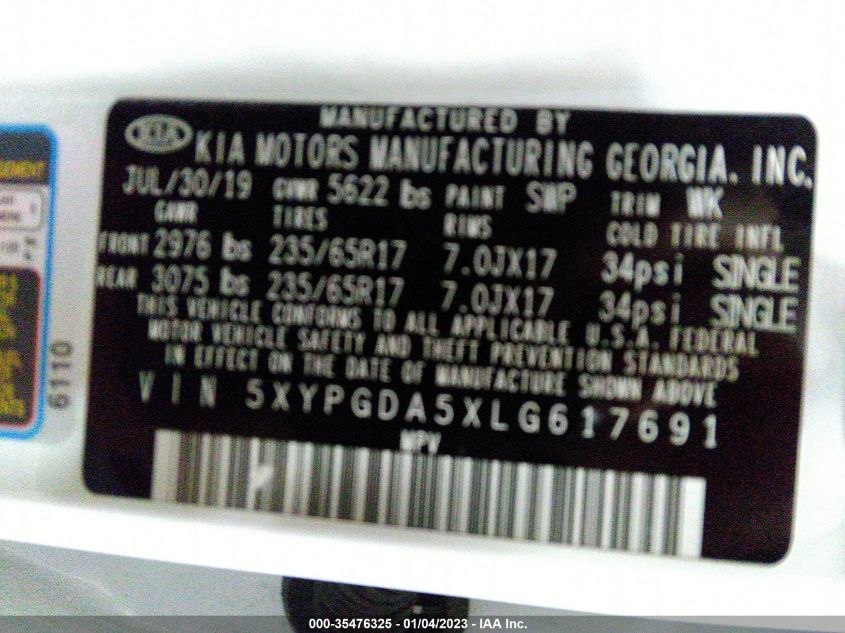 MANUFACTURED BY
KIA KIA MOTORS MANUFACTURING GEORGIA, INC.
JUL/30/19 GVWR 5622 lbs PAINT SWP TRIM WK
GAWR TIRES RIMS COLD TIRE INFL
FRONT 2976 lbs 235/65R17 7.0JX17 34psi SINGLE
REAR 3075 lbs 235/65R17 7.0JX17 34psi SINGLE
THIS VEHICLE CONFORMS TO ALL APPLICABLE U.S.A. FEDERAL
MOTOR VEHICLE SAFETY AND THEFT PREVENTION STANDARDS
IN EFFECT ON THE DATE OF MANUFACTURE SHOWN ABOVE
VIN 5XYPGDA5XLG617691
MPV
6110
000-35476325 - 01/04/2023 - IAA Inc.